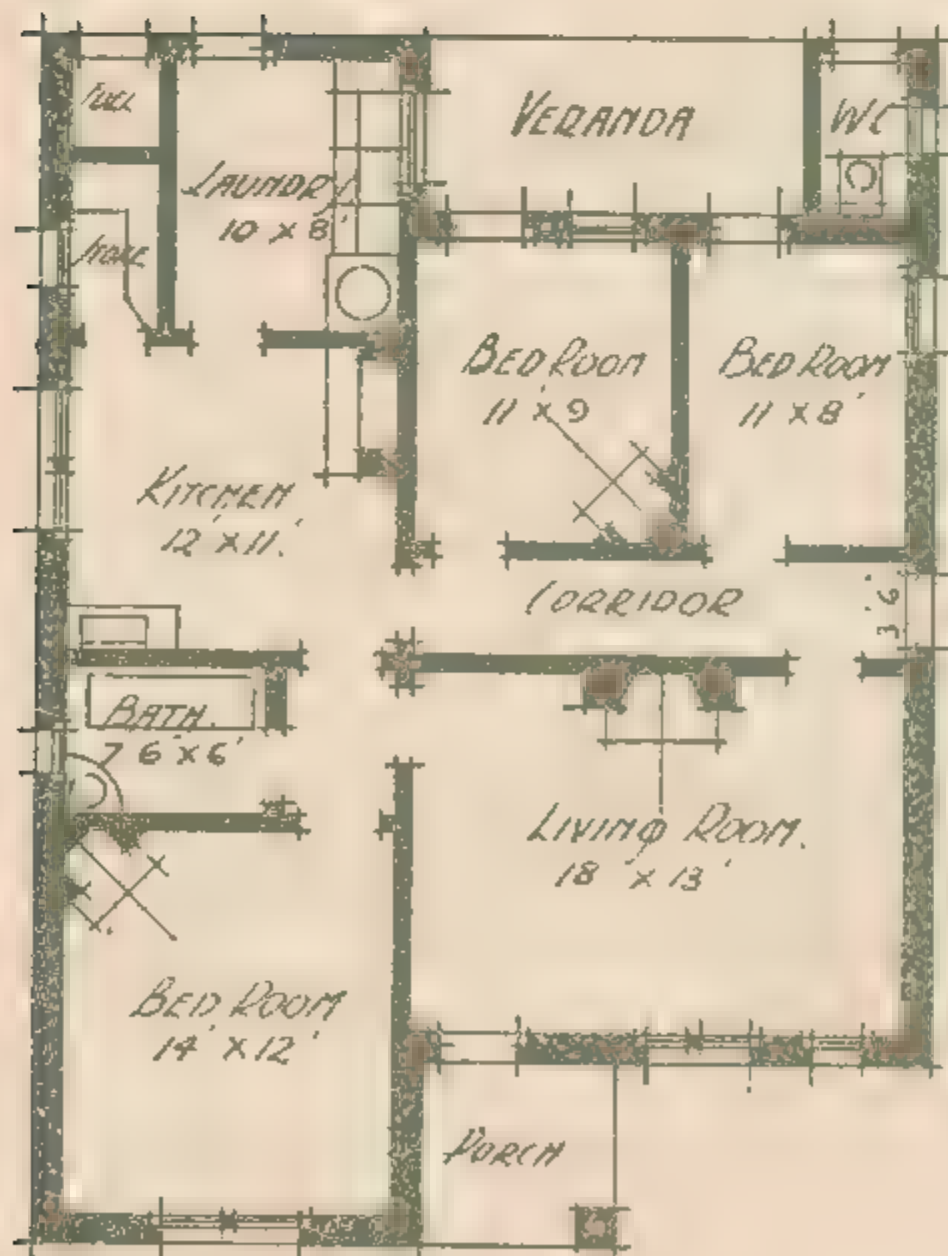 FUEL
LAUNDRY
10' X 8'
VERANDA
WC
STORE
BED ROOM
11' X 9
BED ROOM
11' X 8'
KITCHEN
12' X 11'.
CORRIDOR
3'.6"
BATH.
7'6' X 6'
LIVING ROOM.
18' X 13'
BED ROOM
14' X 12'
PORCH